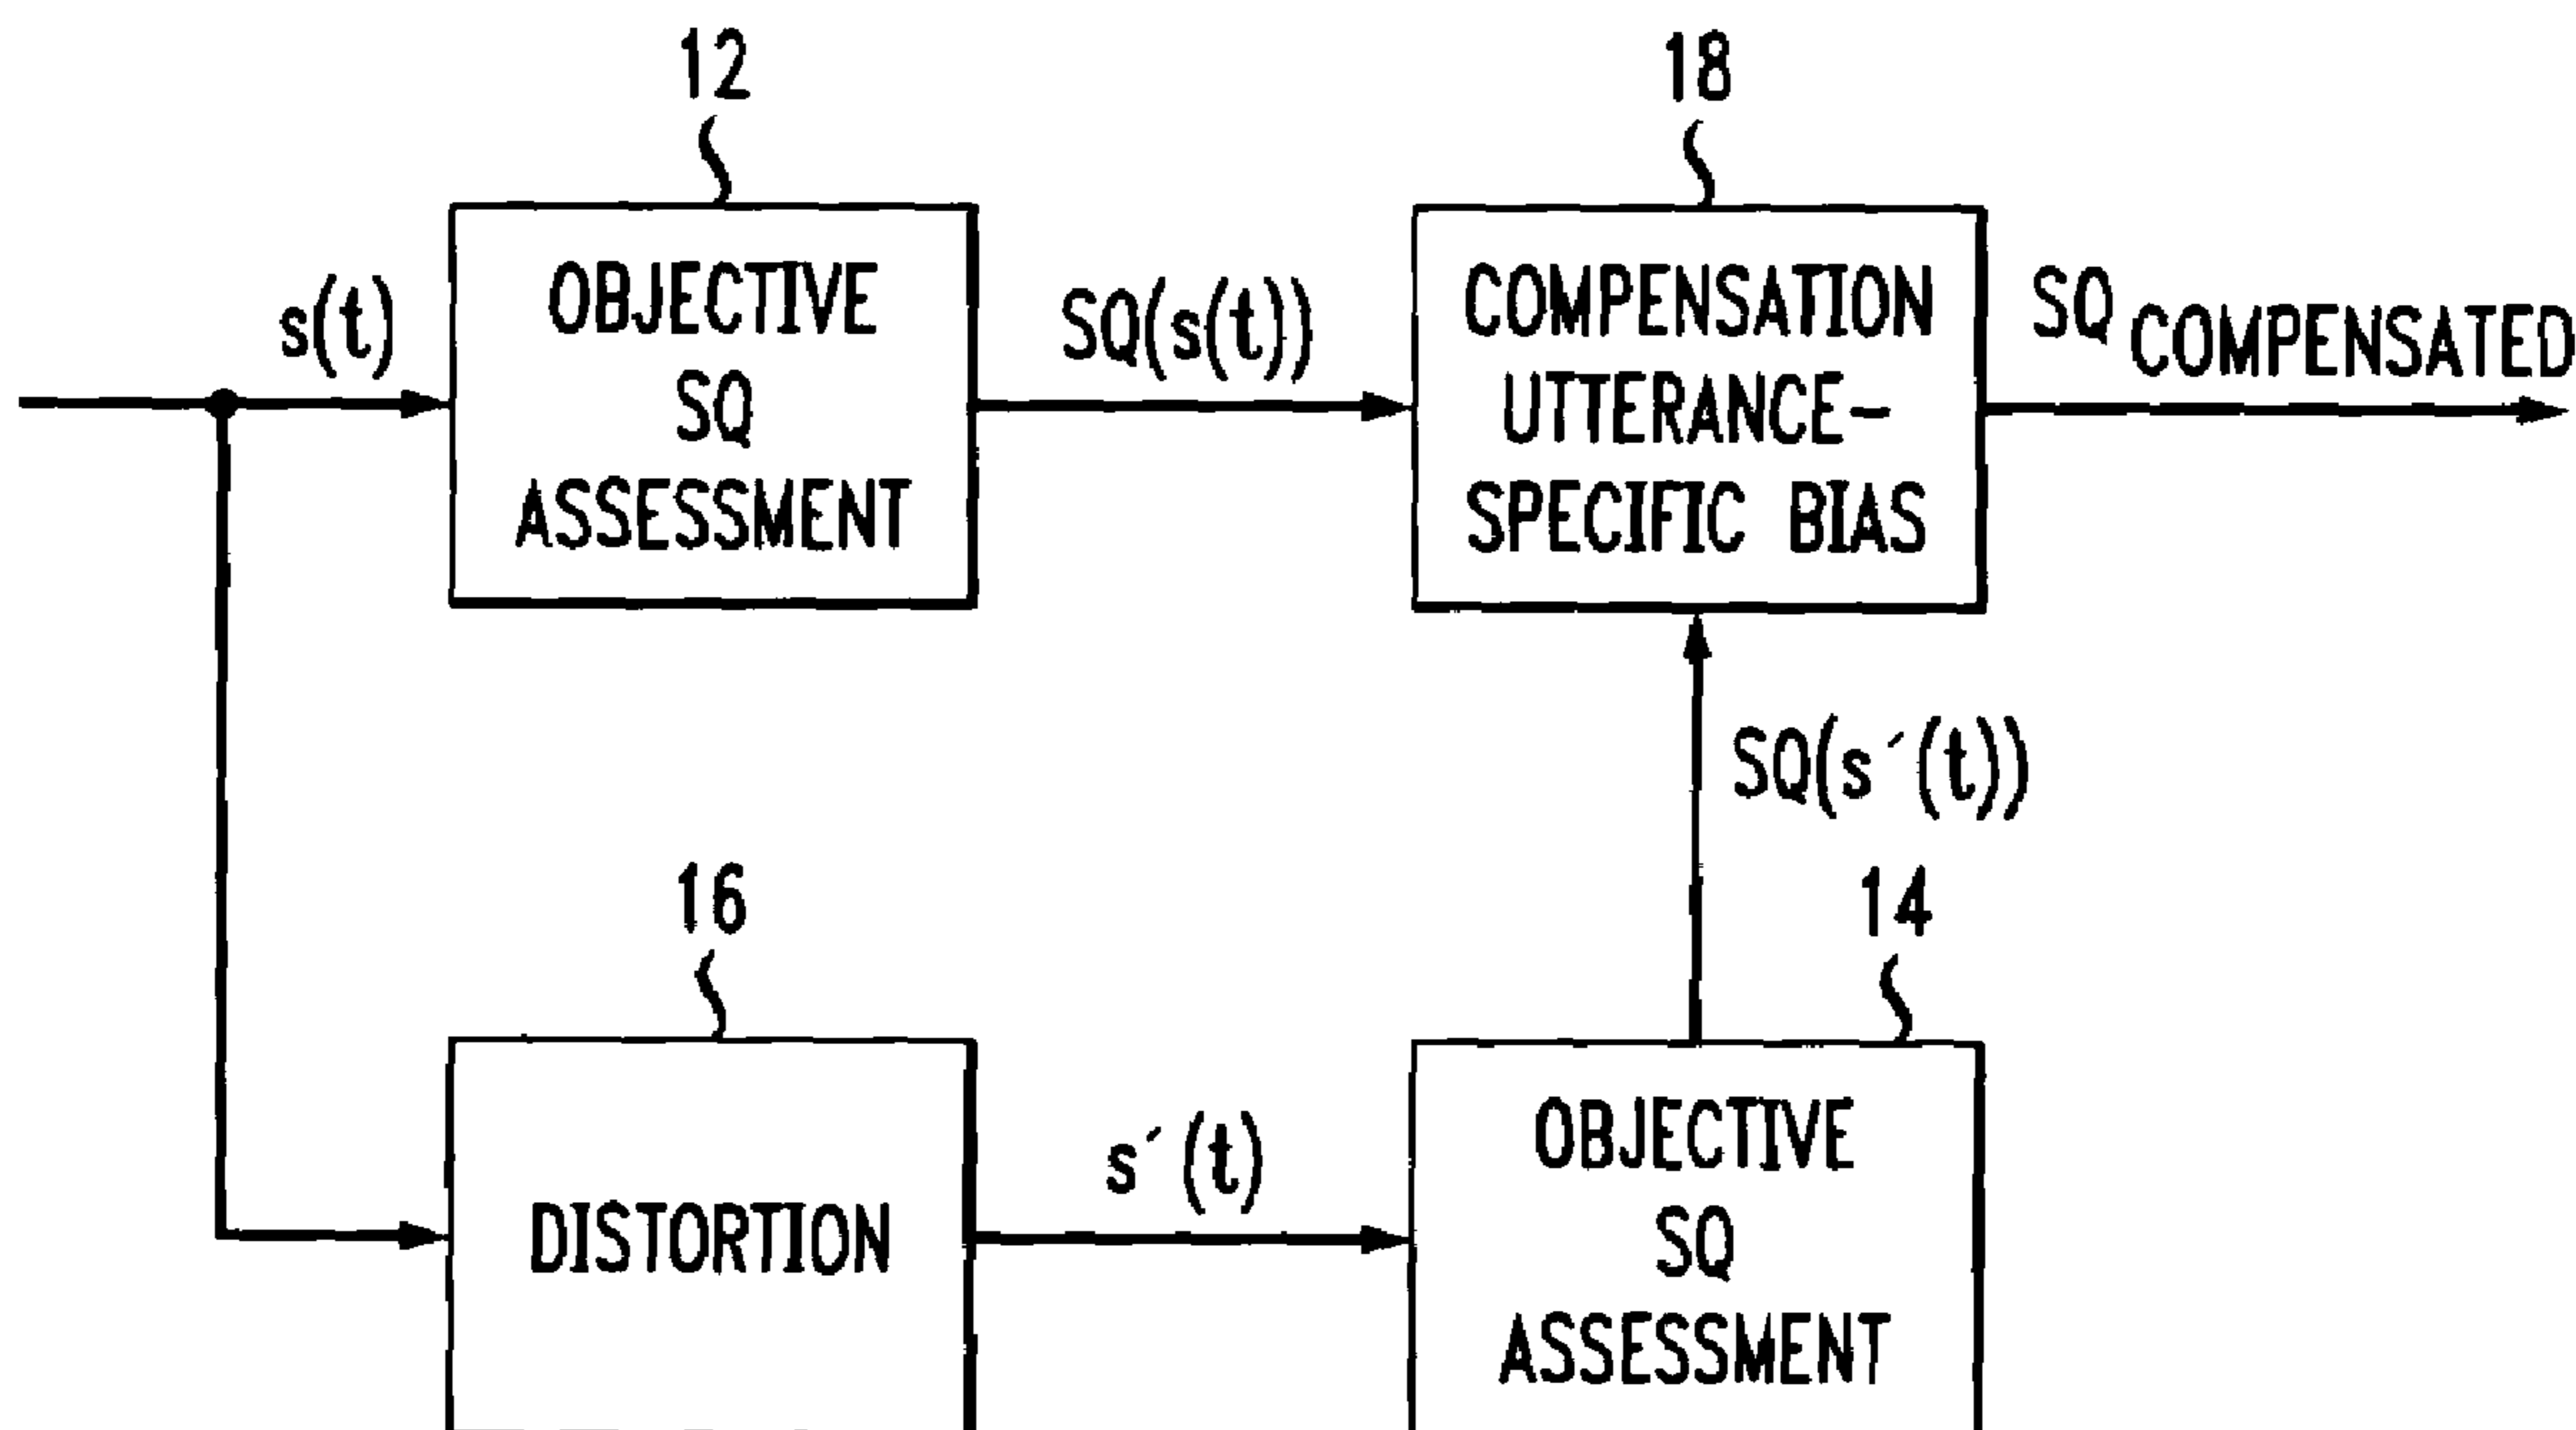 12
18
s(t)
OBJECTIVE
SQ
ASSESSMENT
SQ(s(t))
COMPENSATION
UTTERANCE-
SPECIFIC BIAS
SQ COMPENSATED
SQ(s´(t))
16
14
DISTORTION
s´(t)
OBJECTIVE
SQ
ASSESSMENT